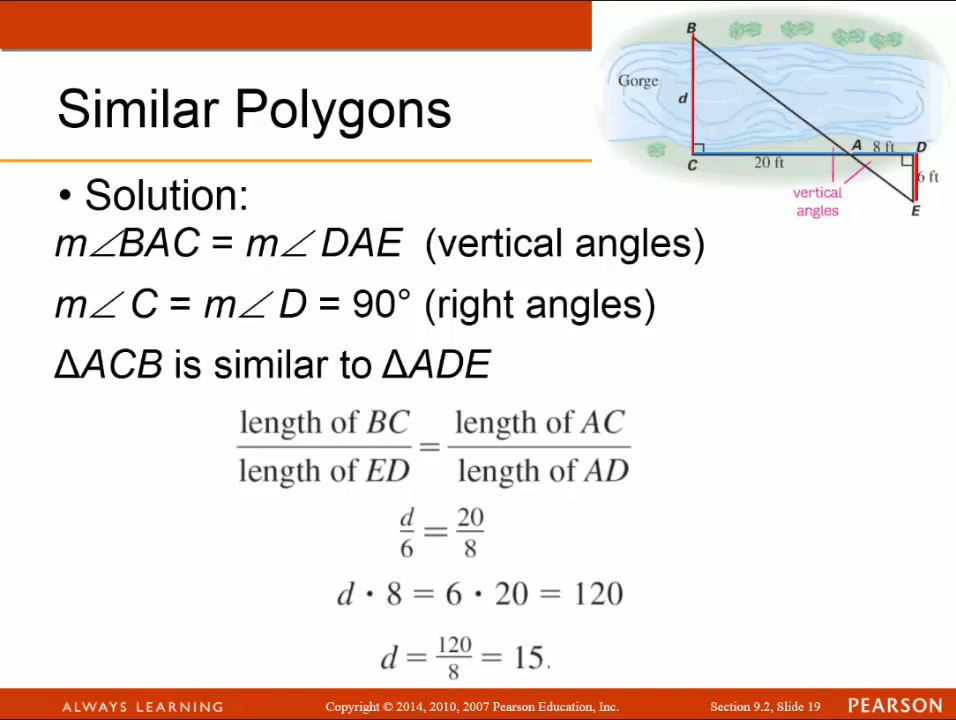 B
Gorge
d
A 8 ft D
C 20 ft
6 ft
vertical
angles
E
Similar Polygons
• Solution:
m∠BAC = m∠ DAE (vertical angles)
m∠ C = m∠ D = 90° (right angles)
ΔACB is similar to ΔADE
length of BC / length of ED = length of AC / length of AD
d/6 = 20/8
d · 8 = 6 · 20 = 120
d = 120/8 = 15.
ALWAYS LEARNING Copyright © 2014, 2010, 2007 Pearson Education, Inc. Section 9.2, Slide 19 PEARSON